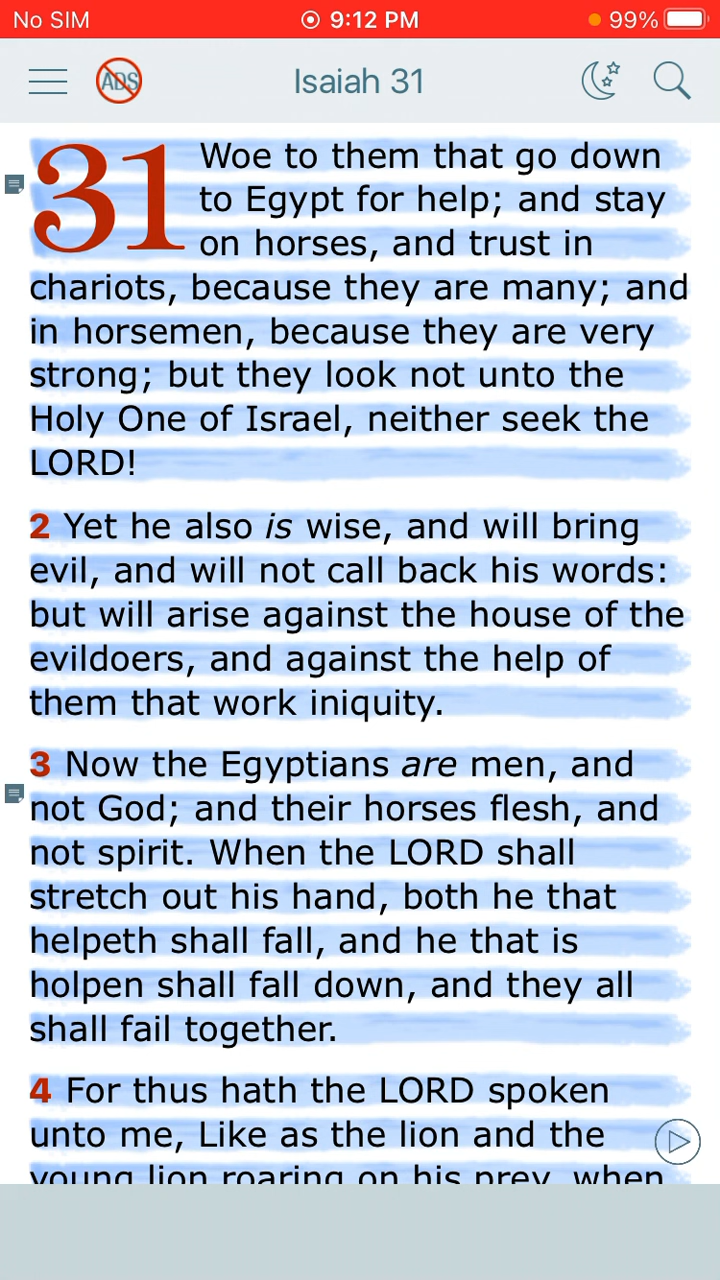 No SIM 9:12 PM 99%
ADS Isaiah 31
31 Woe to them that go down
to Egypt for help; and stay
on horses, and trust in
chariots, because they are many; and
in horsemen, because they are very
strong; but they look not unto the
Holy One of Israel, neither seek the
LORD!
2 Yet he also is wise, and will bring
evil, and will not call back his words:
but will arise against the house of the
evildoers, and against the help of
them that work iniquity.
3 Now the Egyptians are men, and
not God; and their horses flesh, and
not spirit. When the LORD shall
stretch out his hand, both he that
helpeth shall fall, and he that is
holpen shall fall down, and they all
shall fail together.
4 For thus hath the LORD spoken
unto me, Like as the lion and the
young lion roaring on his prey, when